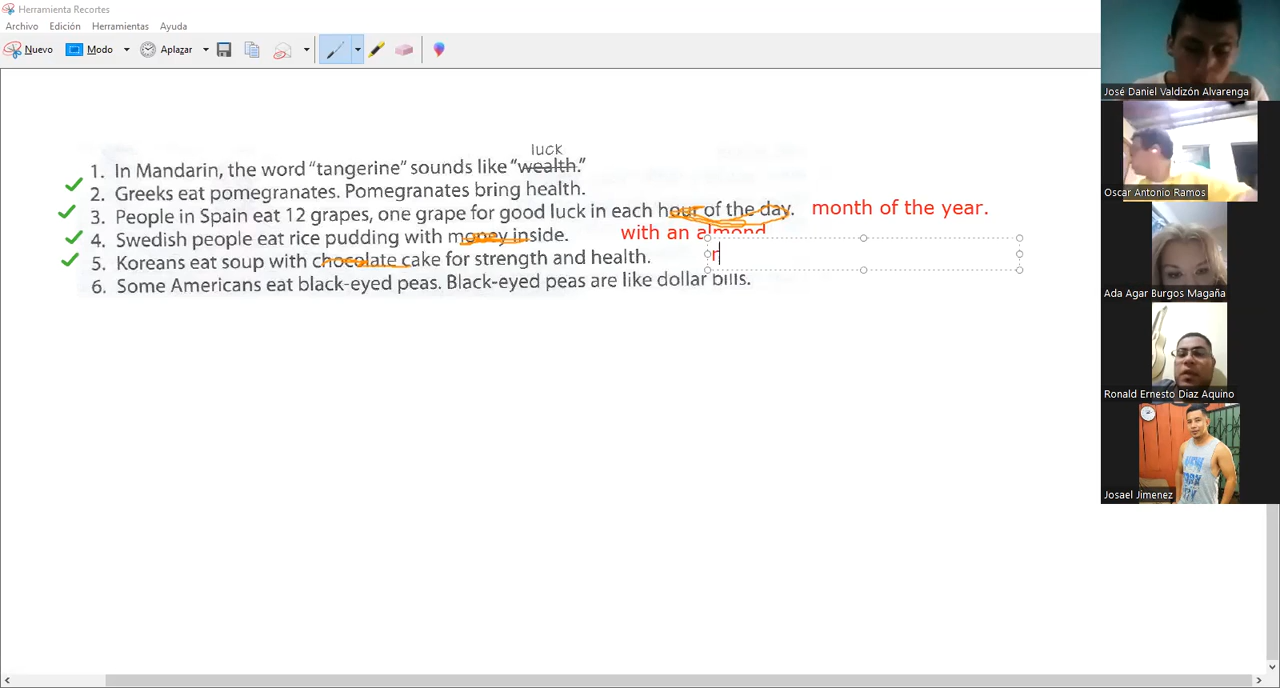 Herramienta Recortes
Archivo Edición Herramientas Ayuda
Nuevo Modo Aplazar
luck
1. In Mandarin, the word “tangerine” sounds like “wealth.”
2. Greeks eat pomegranates. Pomegranates bring health.
3. People in Spain eat 12 grapes, one grape for good luck in each hour of the day. month of the year.
4. Swedish people eat rice pudding with money inside. with an almond
5. Koreans eat soup with chocolate cake for strength and health. r
6. Some Americans eat black-eyed peas. Black-eyed peas are like dollar bills.
José Daniel Valdizón Alvarenga
Oscar Antonio Ramos
Ada Agar Burgos Magaña
Ronald Ernesto Diaz Aquino
Josael Jimenez